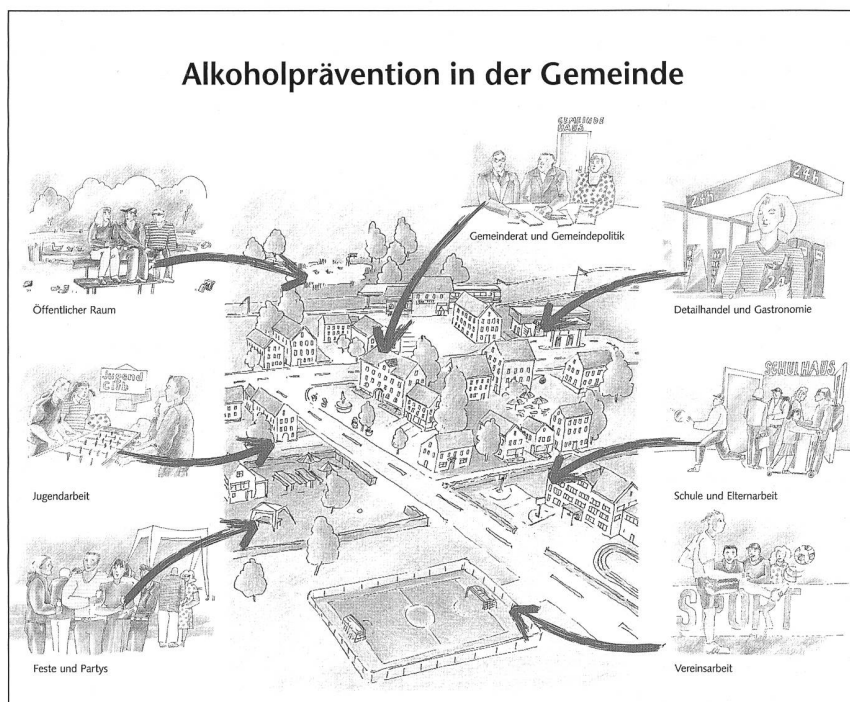 Alkoholprävention in der Gemeinde
GEMEINDE
HAUS
Gemeinderat und Gemeindepolitik
24h
24h
Öffentlicher Raum
Detailhandel und Gastronomie
Jugend
Club
SCHULHAUS
Jugendarbeit
Schule und Elternarbeit
SPORT
Feste und Partys
Vereinsarbeit